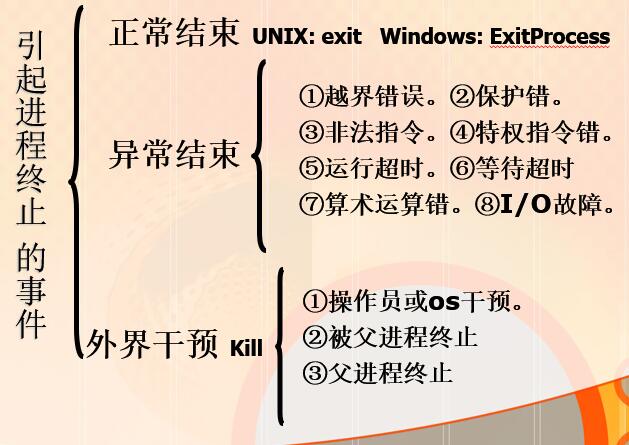 引起进程终止 的事件
正常结束 UNIX: exit Windows: ExitProcess
异常结束
①越界错误。②保护错。
③非法指令。④特权指令错。
⑤运行超时。⑥等待超时
⑦算术运算错。⑧I/O故障。
外界干预 Kill
①操作员或os干预。
②被父进程终止
③父进程终止